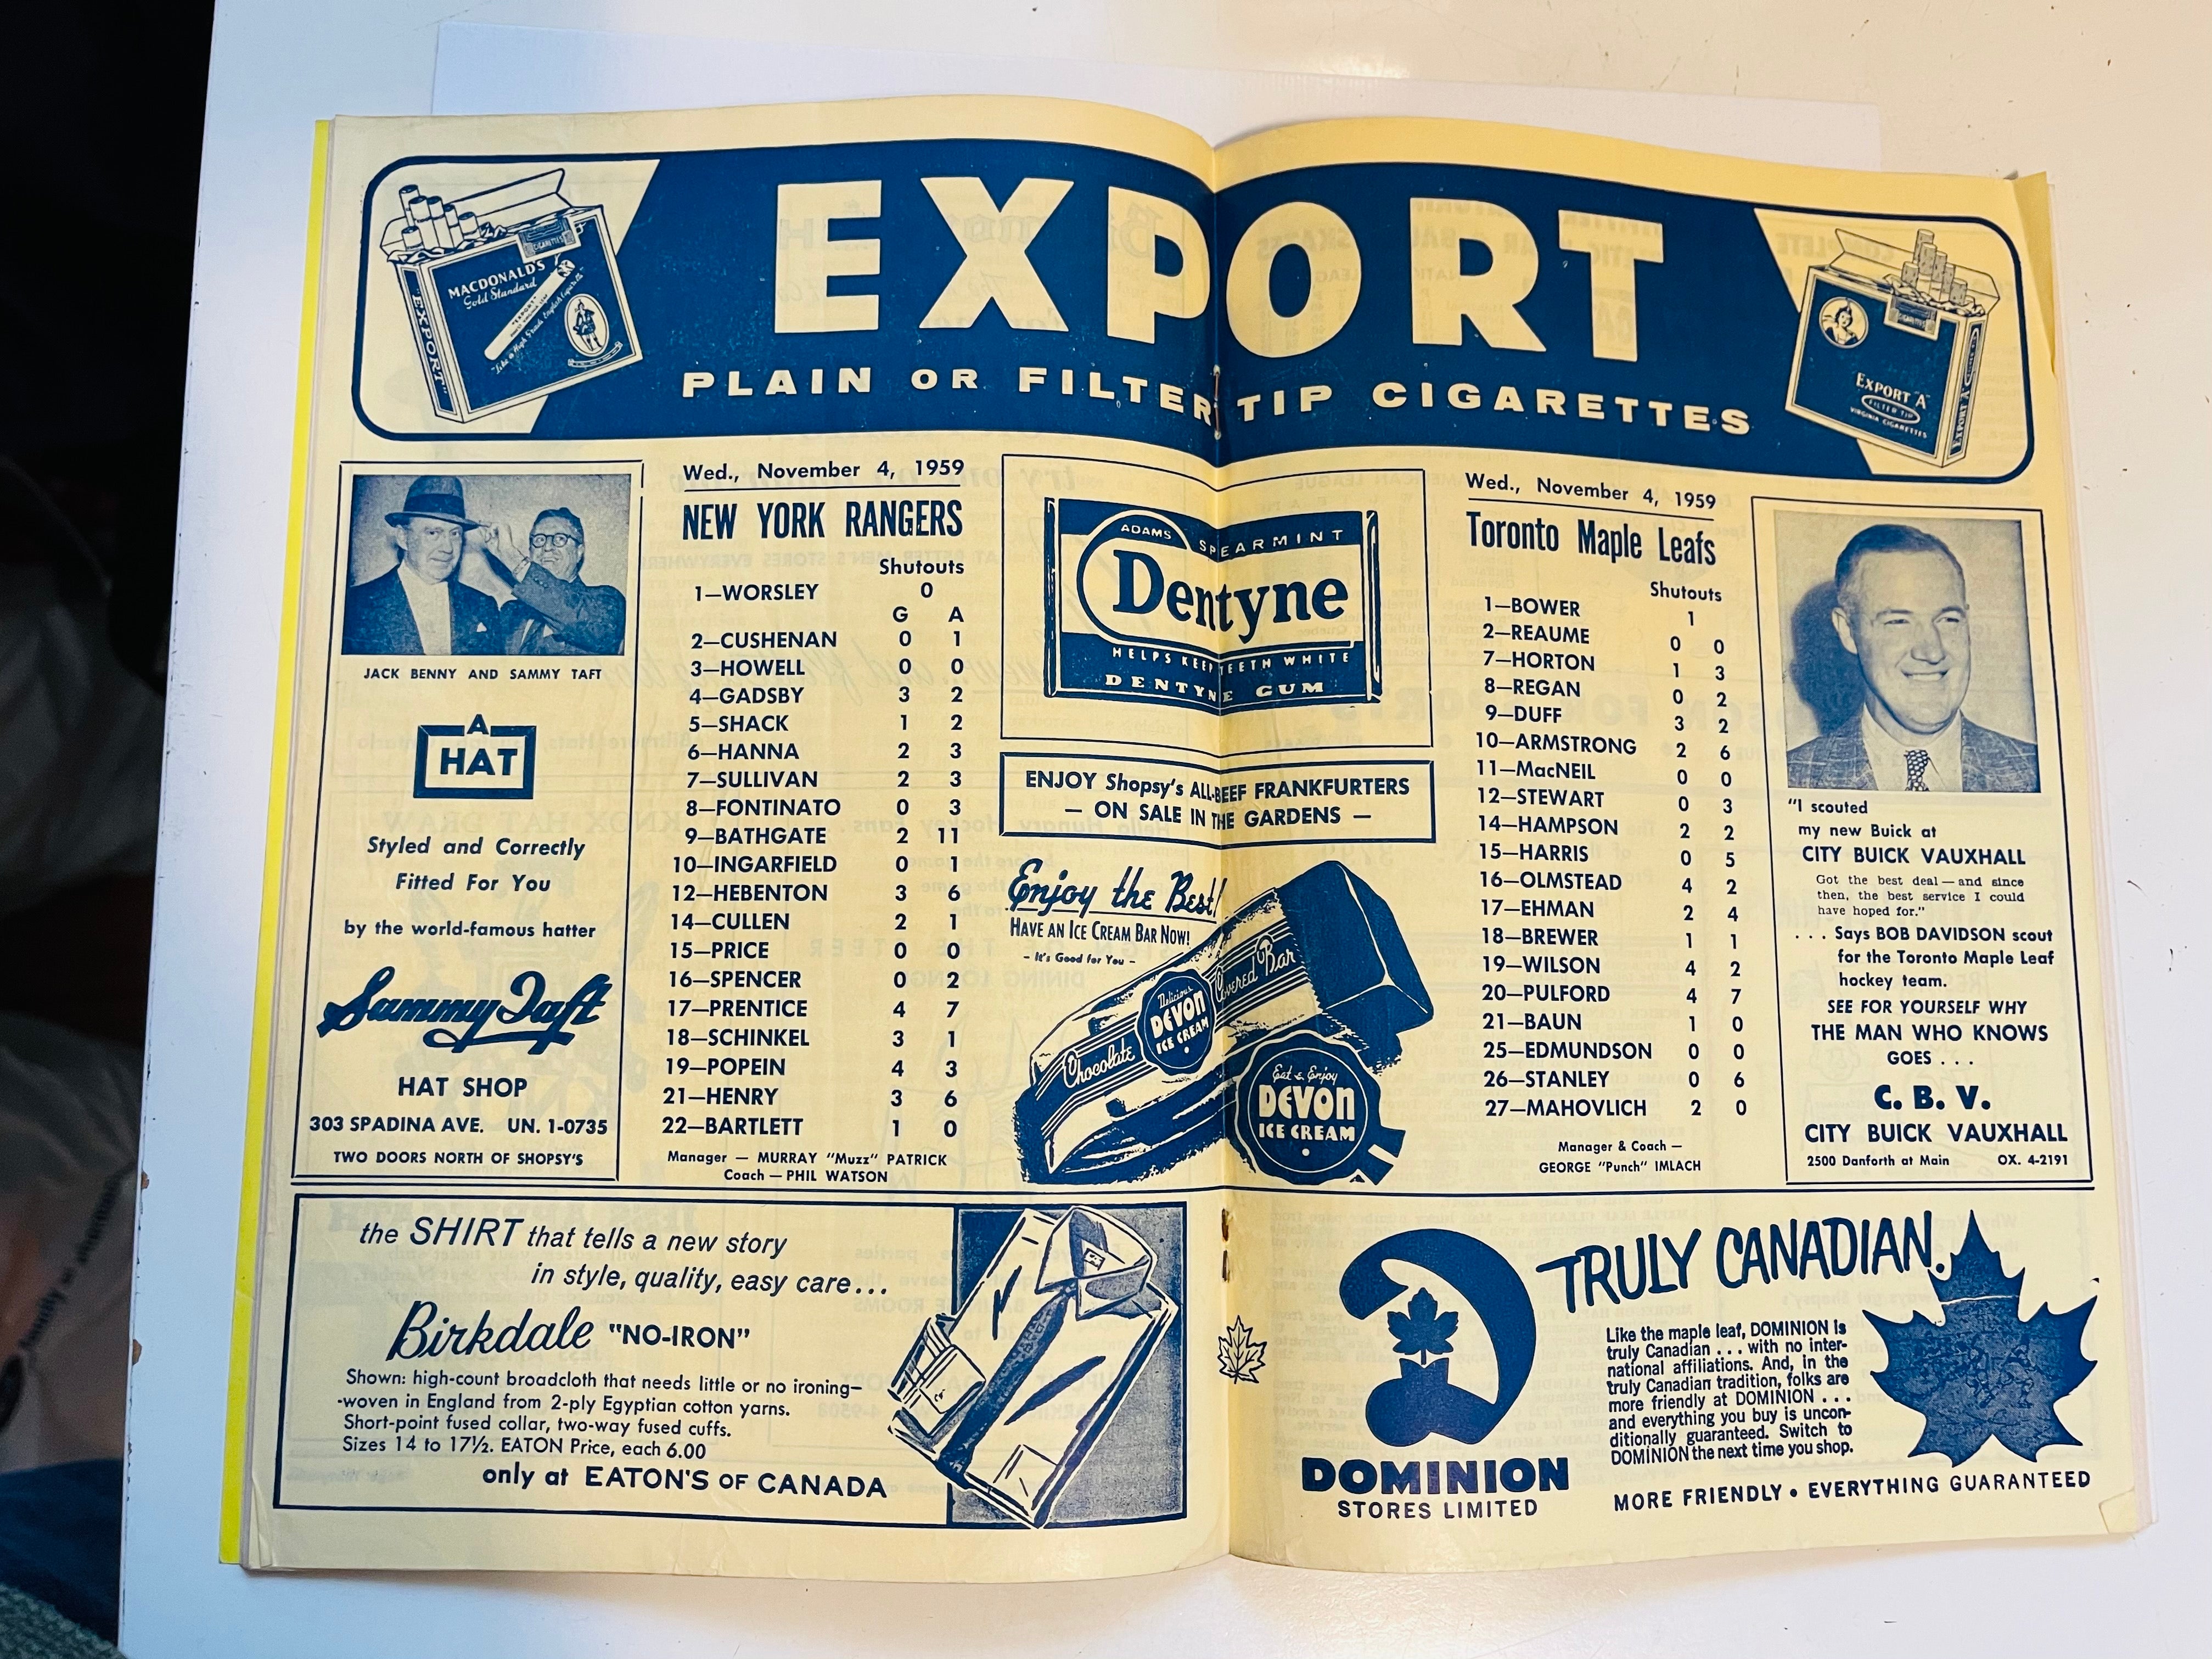 EXPORT
PLAIN OR FILTER TIP CIGARETTES
MACDONALD'S
Gold Standard
"EXPORT"
CIGARETTES
"EXPORT"
CIGARETTES
EXPORT "A"
FILTER TIP
VIRGINIA CIGARETTES
EXPORT "A"
JACK BENNY AND SAMMY TAFT
A
HAT
Styled and Correctly
Fitted For You
by the world-famous hatter
Sammy Taft
HAT SHOP
303 SPADINA AVE. UN. 1-0735
TWO DOORS NORTH OF SHOPSY'S
Wed., November 4, 1959
NEW YORK RANGERS
Shutouts
1—WORSLEY 0
G A
2—CUSHENAN 0 1
3—HOWELL 0 0
4—GADSBY 3 2
5—SHACK 1 2
6—HANNA 2 3
7—SULLIVAN 2 3
8—FONTINATO 0 3
9—BATHGATE 2 11
10—INGARFIELD 0 1
12—HEBENTON 3 6
14—CULLEN 2 1
15—PRICE 0 0
16—SPENCER 0 2
17—PRENTICE 4 7
18—SCHINKEL 3 1
19—POPEIN 4 3
21—HENRY 3 6
22—BARTLETT 1 0
Manager — MURRAY "Muzz" PATRICK
Coach — PHIL WATSON
ADAMS SPEARMINT
Dentyne
HELPS KEEP TEETH WHITE
DENTYNE GUM
ENJOY Shopsy's ALL-BEEF FRANKFURTERS
— ON SALE IN THE GARDENS —
Enjoy the Best!
HAVE AN ICE CREAM BAR NOW!
- It's Good for You -
Chocolate Covered Bar
Delicious
DEVON
ICE CREAM
Eat & Enjoy
DEVON
ICE CREAM
Wed., November 4, 1959
Toronto Maple Leafs
Shutouts
1—BOWER 1
2—REAUME 0 0
7—HORTON 1 3
8—REGAN 0 2
9—DUFF 3 2
10—ARMSTRONG 2 6
11—MacNEIL 0 0
12—STEWART 0 3
14—HAMPSON 2 2
15—HARRIS 0 5
16—OLMSTEAD 4 2
17—EHMAN 2 4
18—BREWER 1 1
19—WILSON 4 2
20—PULFORD 4 7
21—BAUN 1 0
25—EDMUNDSON 0 0
26—STANLEY 0 6
27—MAHOVLICH 2 0
Manager & Coach —
GEORGE "Punch" IMLACH
"I scouted
my new Buick at
CITY BUICK VAUXHALL
Got the best deal — and since
then, the best service I could
have hoped for."
. . . Says BOB DAVIDSON scout
for the Toronto Maple Leaf
hockey team.
SEE FOR YOURSELF WHY
THE MAN WHO KNOWS
GOES . . .
C. B. V.
CITY BUICK VAUXHALL
2500 Danforth at Main OX. 4-2191
the SHIRT that tells a new story
in style, quality, easy care...
Birkdale "NO-IRON"
Shown: high-count broadcloth that needs little or no ironing—
-woven in England from 2-ply Egyptian cotton yarns.
Short-point fused collar, two-way fused cuffs.
Sizes 14 to 17½. EATON Price, each 6.00
only at EATON'S OF CANADA
DOMINION
STORES LIMITED
TRULY CANADIAN.
Like the maple leaf, DOMINION is
truly Canadian . . . with no inter-
national affiliations. And, in the
truly Canadian tradition, folks are
more friendly at DOMINION . . .
and everything you buy is uncon-
ditionally guaranteed. Switch to
DOMINION the next time you shop.
MORE FRIENDLY • EVERYTHING GUARANTEED